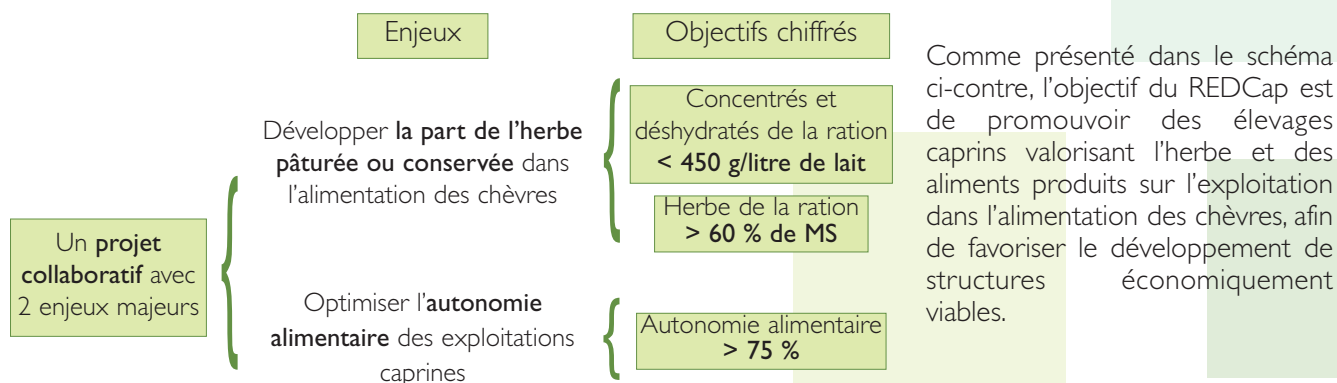 Enjeux
Objectifs chiffrés
Un projet
collaboratif avec
2 enjeux majeurs
Développer la part de l'herbe
pâturée ou conservée dans
l'alimentation des chèvres
Concentrés et
déshydratés de la ration
< 450 g/litre de lait
Herbe de la ration
> 60 % de MS
Optimiser l'autonomie
alimentaire des exploitations
caprines
Autonomie alimentaire
> 75 %
Comme présenté dans le schéma
ci-contre, l'objectif du REDCap est
de promouvoir des élevages
caprins valorisant l'herbe et des
aliments produits sur l'exploitation
dans l'alimentation des chèvres, afin
de favoriser le développement de
structures économiquement
viables.